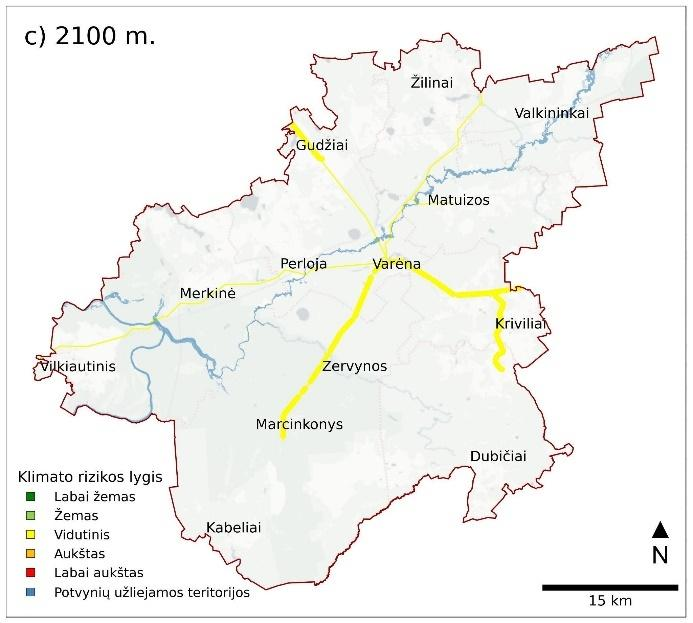 c) 2100 m.
Žilinai
Valkininkai
Gudžiai
Matuizos
Perloja
Varėna
Merkinė
Kriviliai
Vilkiautinis
Zervynos
Marcinkonys
Dubičiai
Kabeliai
Klimato rizikos lygis
Labai žemas
Žemas
Vidutinis
Aukštas
Labai aukštas
Potvynių užliejamos teritorijos
N
15 km